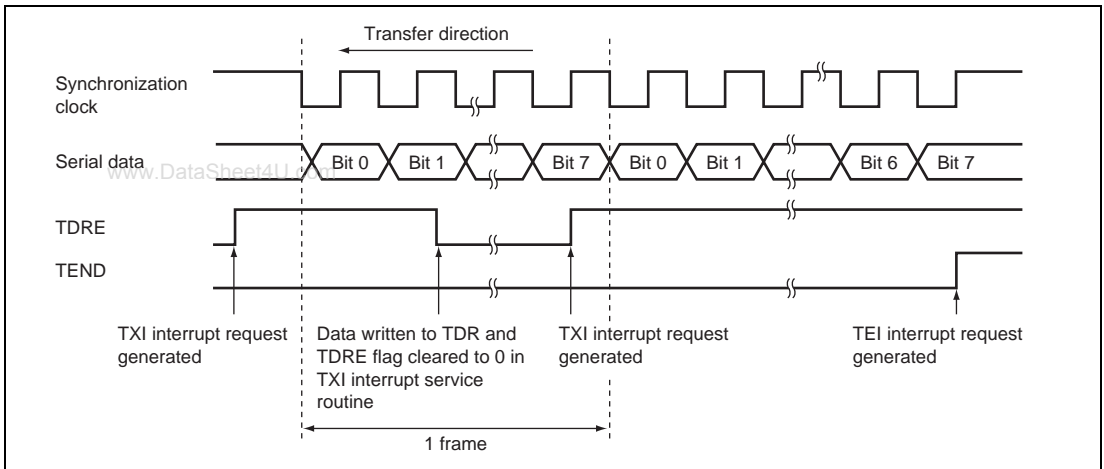 Transfer direction
Synchronization
clock
Serial data
Bit 0
Bit 1
Bit 7
Bit 0
Bit 1
Bit 6
Bit 7
www.DataSheet4U.com
TDRE
TEND
TXI interrupt request
generated
Data written to TDR and
TDRE flag cleared to 0 in
TXI interrupt service
routine
TXI interrupt request
generated
TEI interrupt request
generated
1 frame